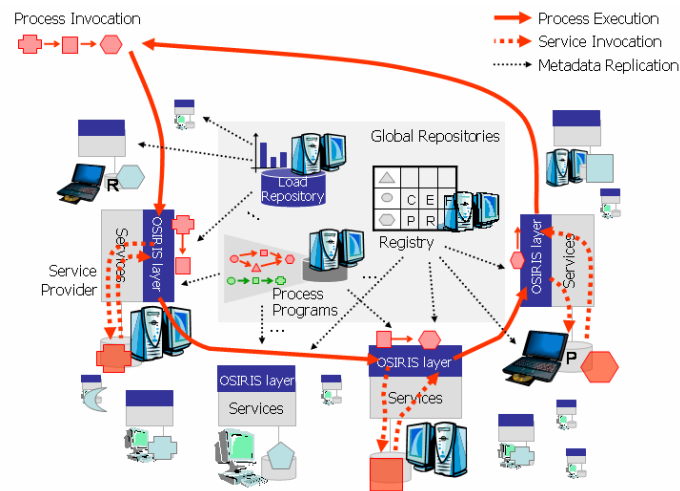 Process Invocation
Process Execution
Service Invocation
Metadata Replication
Global Repositories
Load
Repository
R
C E F
P R
Registry
Services
OSIRIS layer
Service
Provider
...
Process
Programs
...
...
OSIRIS layer
Services
OSIRIS layer
Services
OSIRIS layer
Services
P